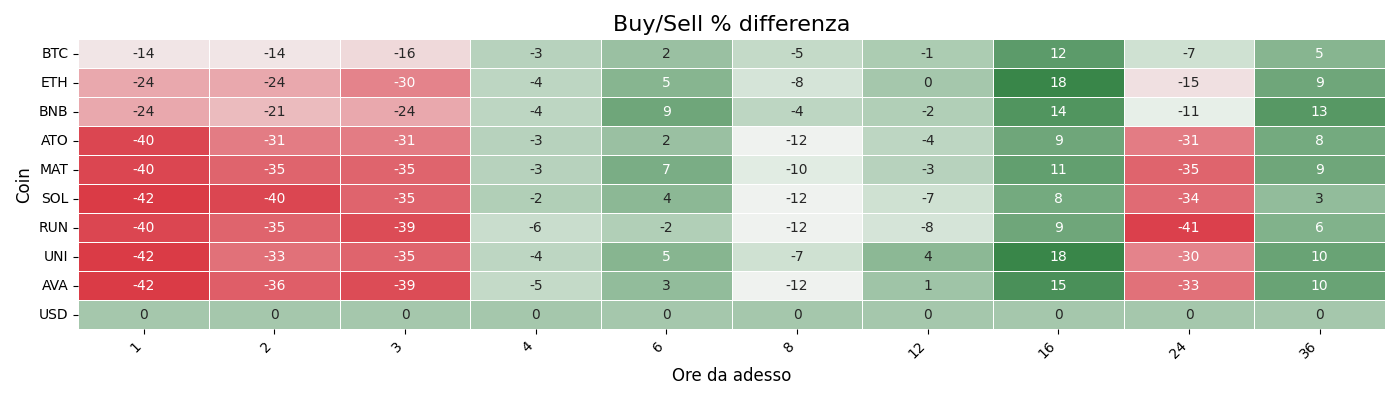 Buy/Sell % differenza
BTC -14 -14 -16 -3 2 -5 -1 12 -7 5
ETH -24 -24 -30 -4 5 -8 0 18 -15 9
BNB -24 -21 -24 -4 9 -4 -2 14 -11 13
ATO -40 -31 -31 -3 2 -12 -4 9 -31 8
MAT -40 -35 -35 -3 7 -10 -3 11 -35 9
SOL -42 -40 -35 -2 4 -12 -7 8 -34 3
RUN -40 -35 -39 -6 -2 -12 -8 9 -41 6
UNI -42 -33 -35 -4 5 -7 4 18 -30 10
AVA -42 -36 -39 -5 3 -12 1 15 -33 10
USD 0 0 0 0 0 0 0 0 0 0
Coin
1 2 3 4 6 8 12 16 24 36
Ore da adesso